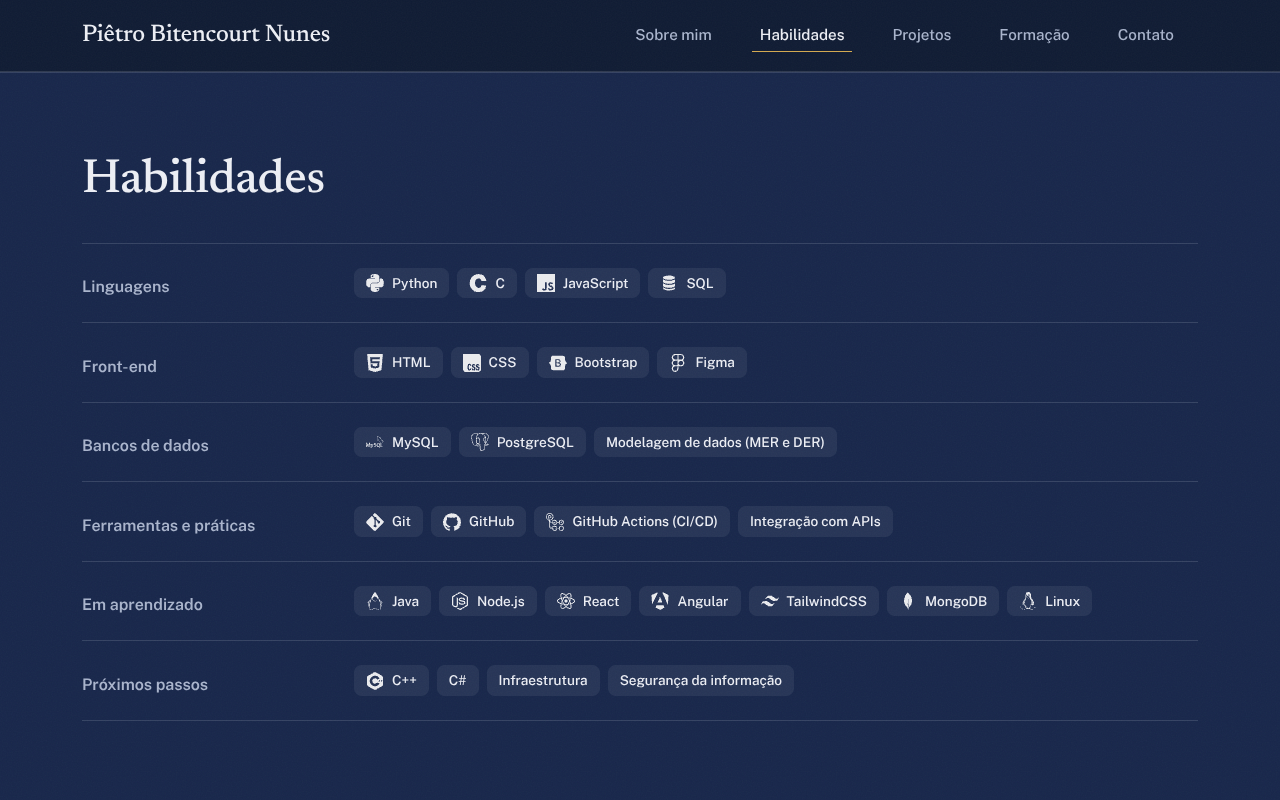 Piêtro Bitencourt Nunes Sobre mim Habilidades Projetos Formação Contato
Habilidades
Linguagens Python C JavaScript SQL
Front-end HTML CSS Bootstrap Figma
Bancos de dados MySQL PostgreSQL Modelagem de dados (MER e DER)
Ferramentas e práticas Git GitHub GitHub Actions (CI/CD) Integração com APIs
Em aprendizado Java Node.js React Angular TailwindCSS MongoDB Linux
Próximos passos C++ C# Infraestrutura Segurança da informação